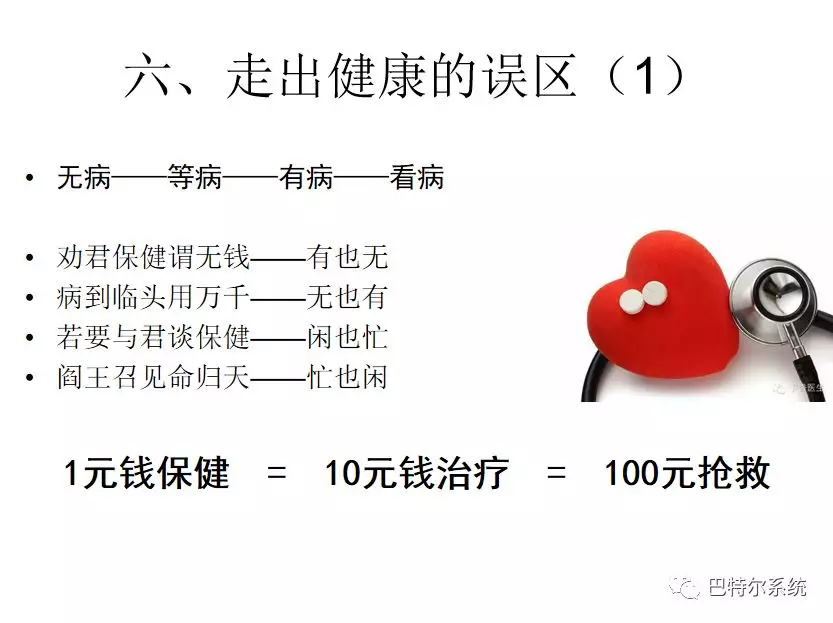 六、走出健康的误区（1）
• 无病——等病——有病——看病
• 劝君保健谓无钱——有也无
• 病到临头用万千——无也有
• 若要与君谈保健——闲也忙
• 阎王召见命归天——忙也闲
1元钱保健 = 10元钱治疗 = 100元抢救
巴特尔系统